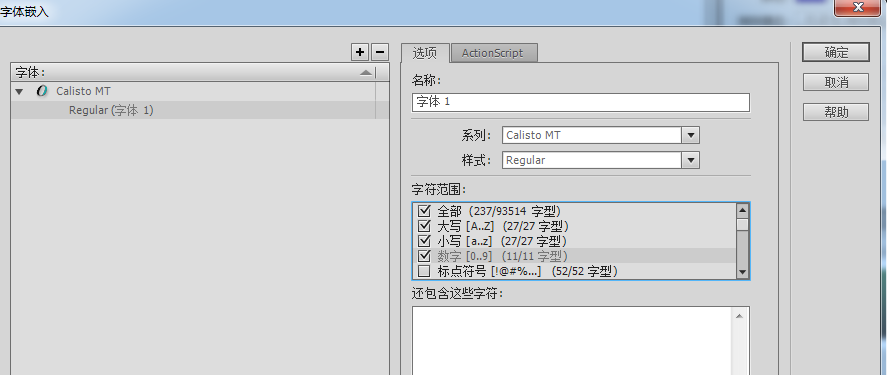 字体嵌入
字体:
Calisto MT
Regular (字体 1)
选项
ActionScript
名称:
字体 1
系列: Calisto MT
样式: Regular
字符范围:
全部 (237/93514 字型)
大写 [A..Z] (27/27 字型)
小写 [a..z] (27/27 字型)
数字 [0..9] (11/11 字型)
标点符号 [!@#%...] (52/52 字型)
还包含这些字符:
确定
取消
帮助